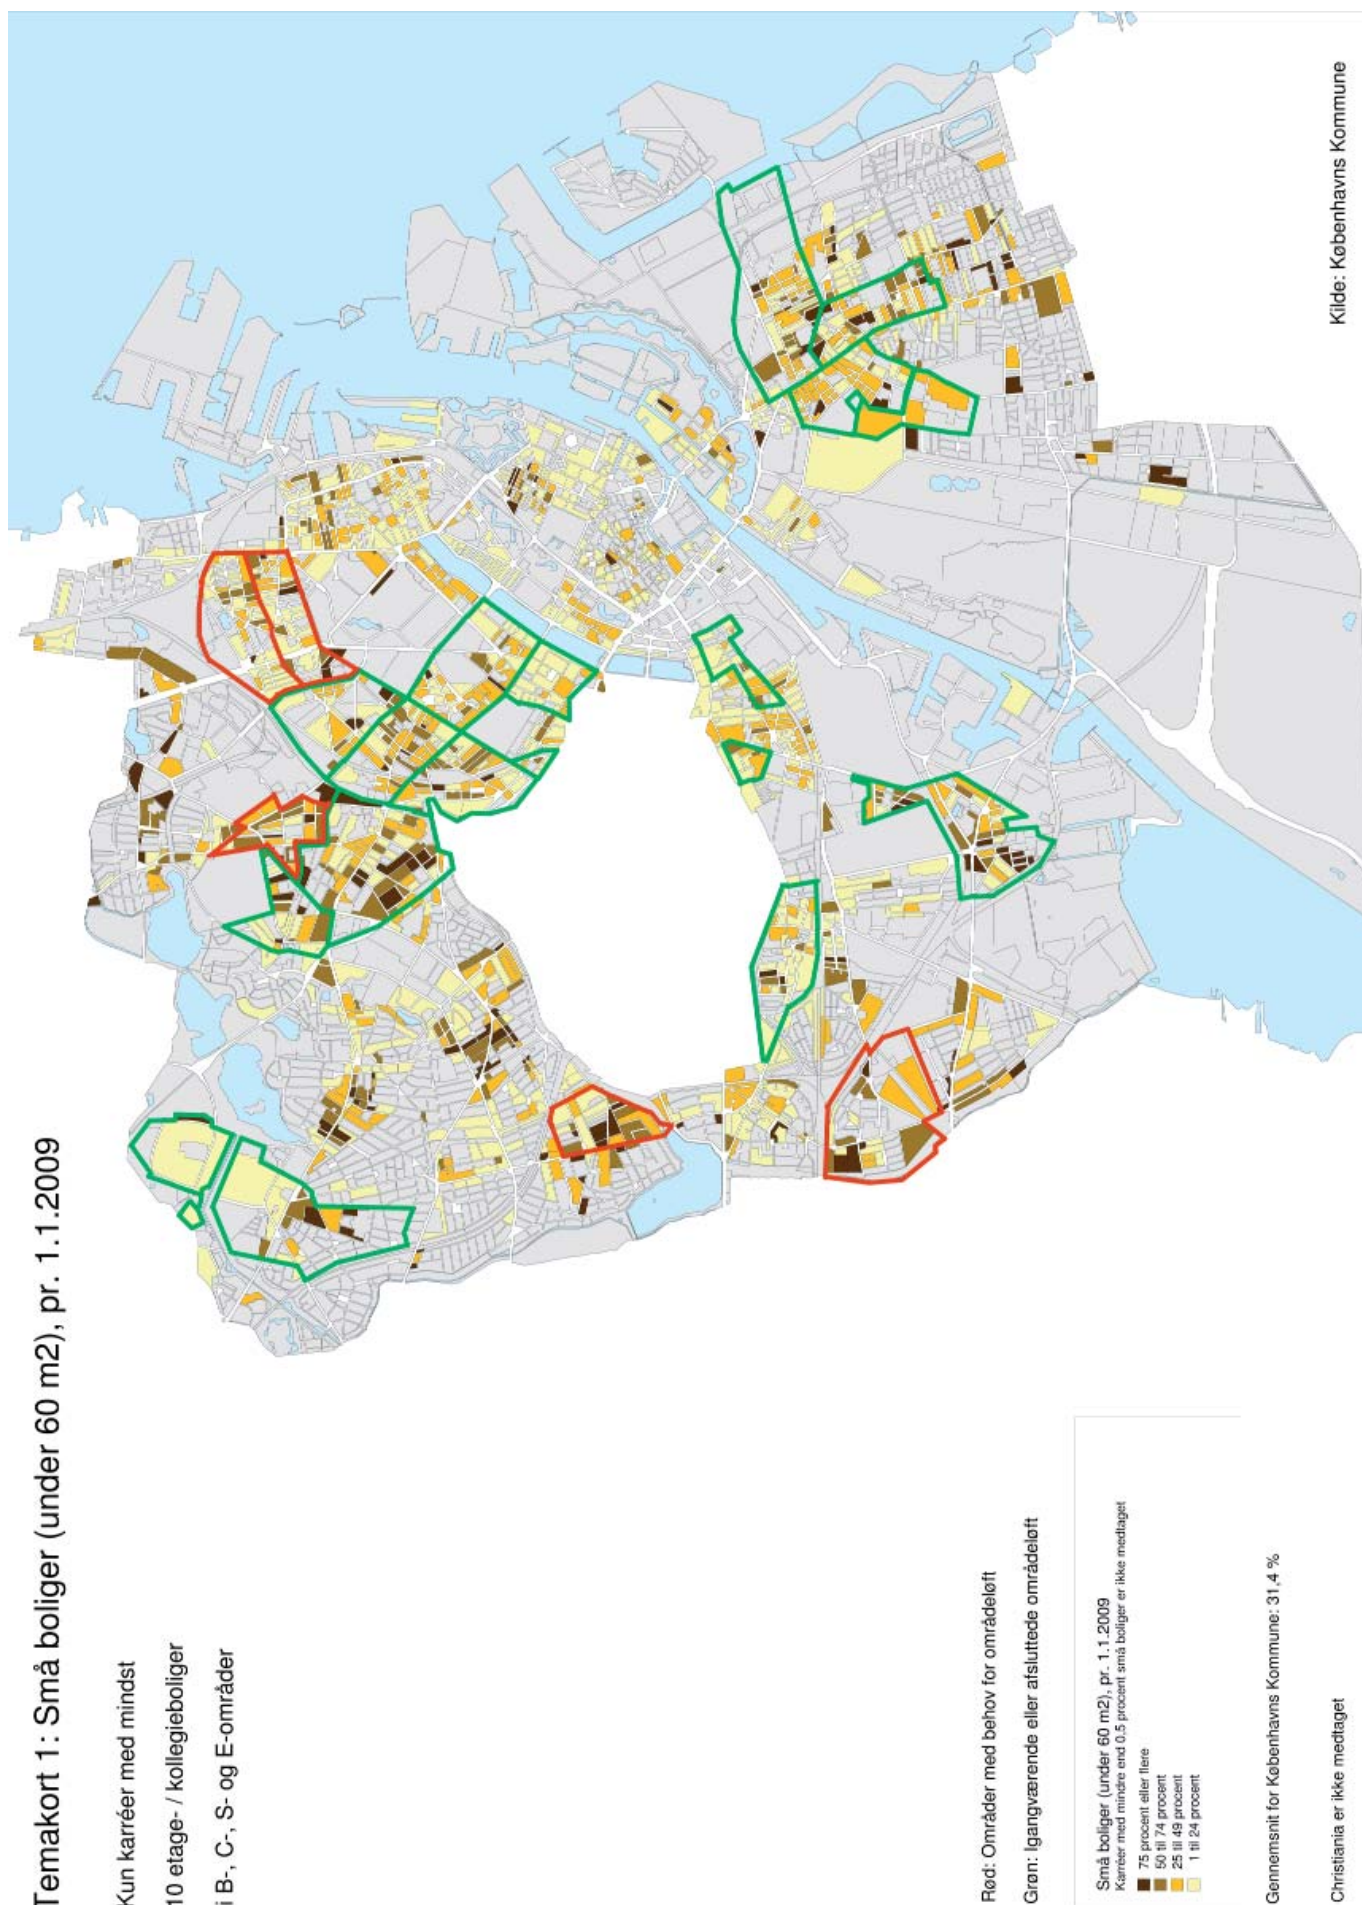 Temakort 1: Små boliger (under 60 m2), pr. 1.1.2009
Kun karréer med mindst
10 etage- / kollegieboliger
i B-, C-, S- og E-områder
Rød: Områder med behov for områdeløft
Grøn: Igangværende eller afsluttede områdeløft
Små boliger (under 60 m2), pr. 1.1.2009
Karréer med mindre end 0,5 procent små boliger er ikke medtaget
75 procent eller flere
50 til 74 procent
25 til 49 procent
1 til 24 procent
Gennemsnit for Københavns Kommune: 31,4 %
Christiania er ikke medtaget
Kilde: Københavns Kommune